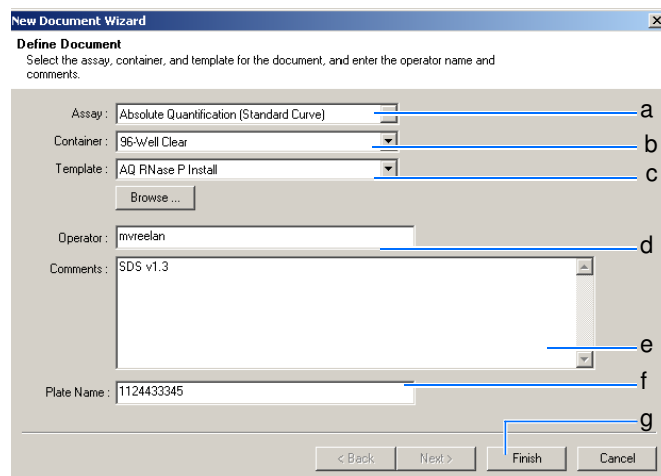 New Document Wizard
Define Document
Select the assay, container, and template for the document, and enter the operator name and
comments.
Assay : Absolute Quantification (Standard Curve) a
Container : 96-Well Clear b
Template : AQ RNase P Install c
Browse ...
Operator : mvreelan d
Comments : SDS v1.3
e
Plate Name : 1124433345 f
g
< Back Next > Finish Cancel